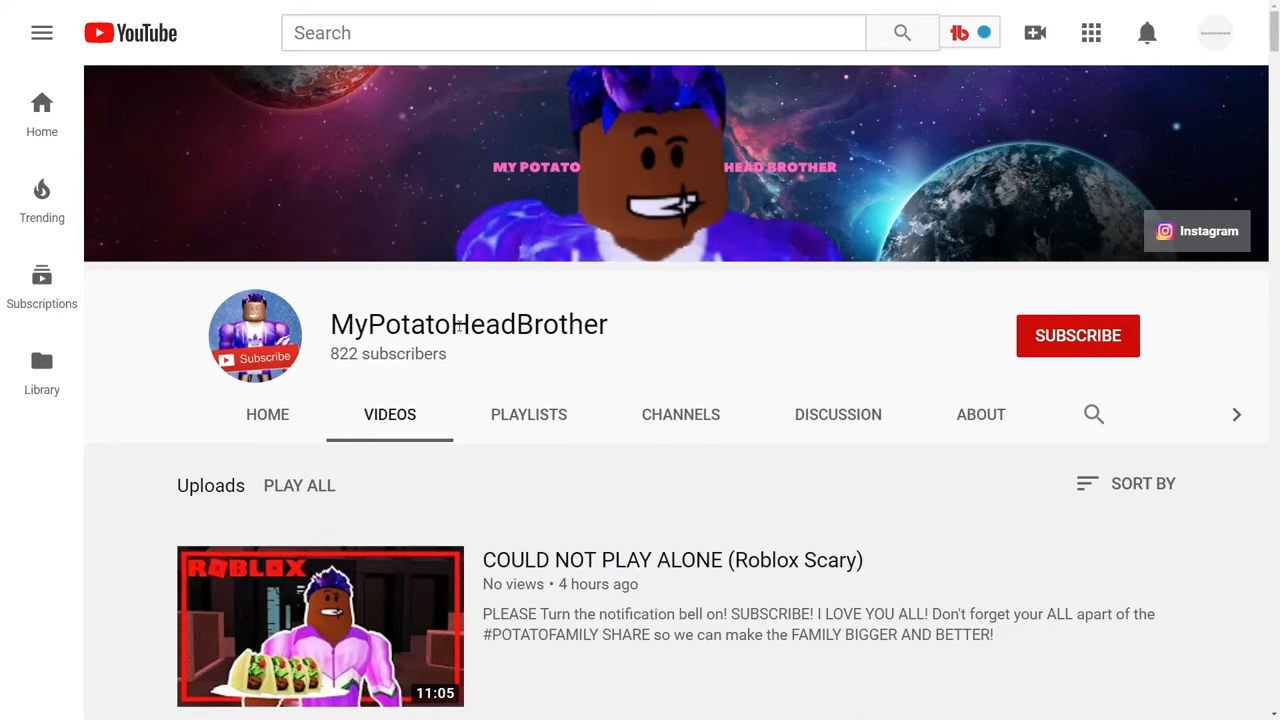 YouTube
Search
Home
Trending
Subscriptions
Library
MY POTATO HEAD BROTHER
Instagram
Subscribe
MyPotatoHeadBrother
822 subscribers
SUBSCRIBE
HOME VIDEOS PLAYLISTS CHANNELS DISCUSSION ABOUT
Uploads PLAY ALL SORT BY
ROBLOX
11:05
COULD NOT PLAY ALONE (Roblox Scary)
No views • 4 hours ago
PLEASE Turn the notification bell on! SUBSCRIBE! I LOVE YOU ALL! Don't forget your ALL apart of the
#POTATOFAMILY SHARE so we can make the FAMILY BIGGER AND BETTER!